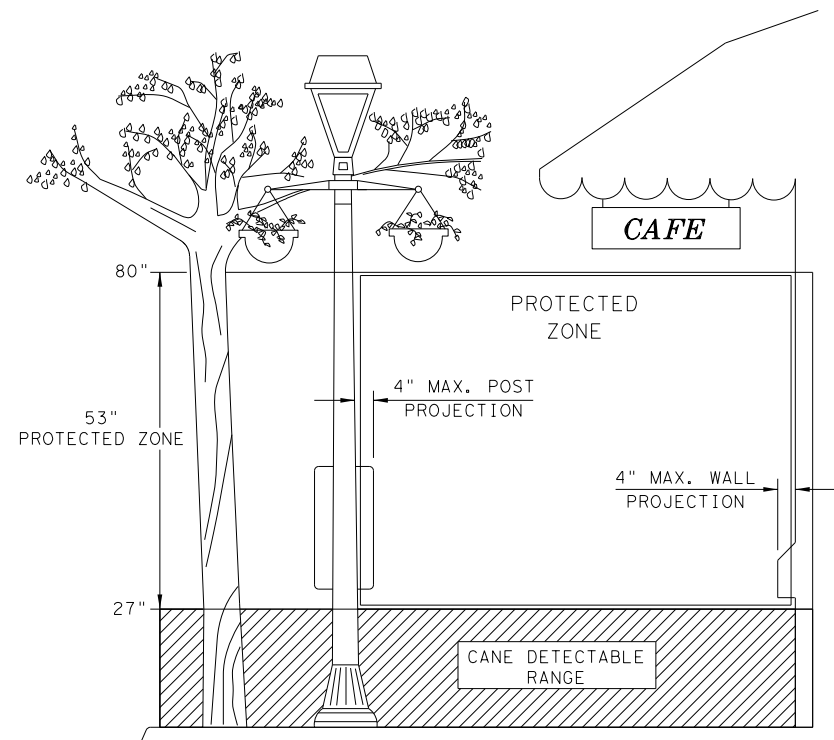 CAFE
80"
PROTECTED
ZONE
4" MAX. POST
PROJECTION
53"
PROTECTED ZONE
4" MAX. WALL
PROJECTION
27"
CANE DETECTABLE
RANGE